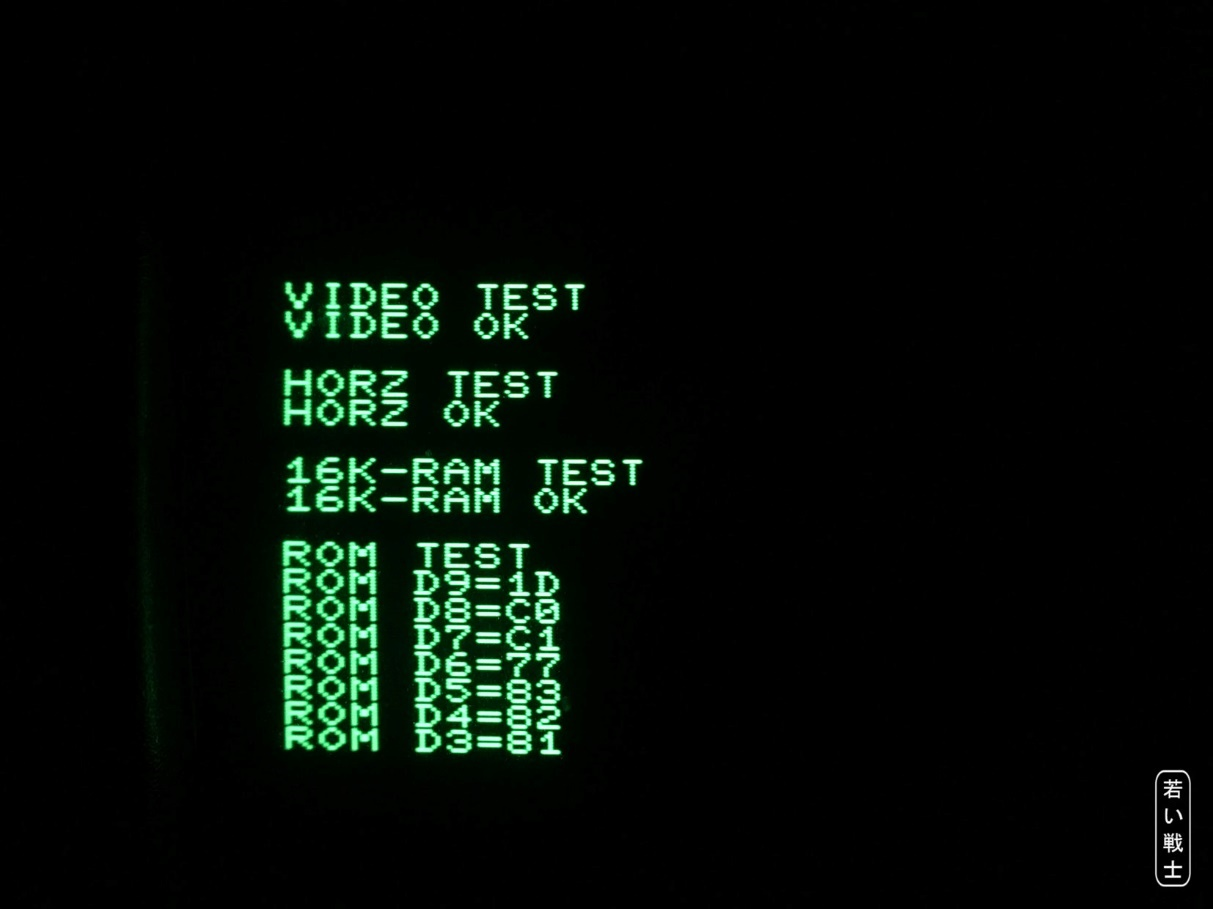 VIDEO TEST
VIDEO OK
HORZ TEST
HORZ OK
16K-RAM TEST
16K-RAM OK
ROM TEST
ROM D9=1D
ROM D8=C0
ROM D7=C1
ROM D6=77
ROM D5=83
ROM D4=82
ROM D3=81
若い戦士